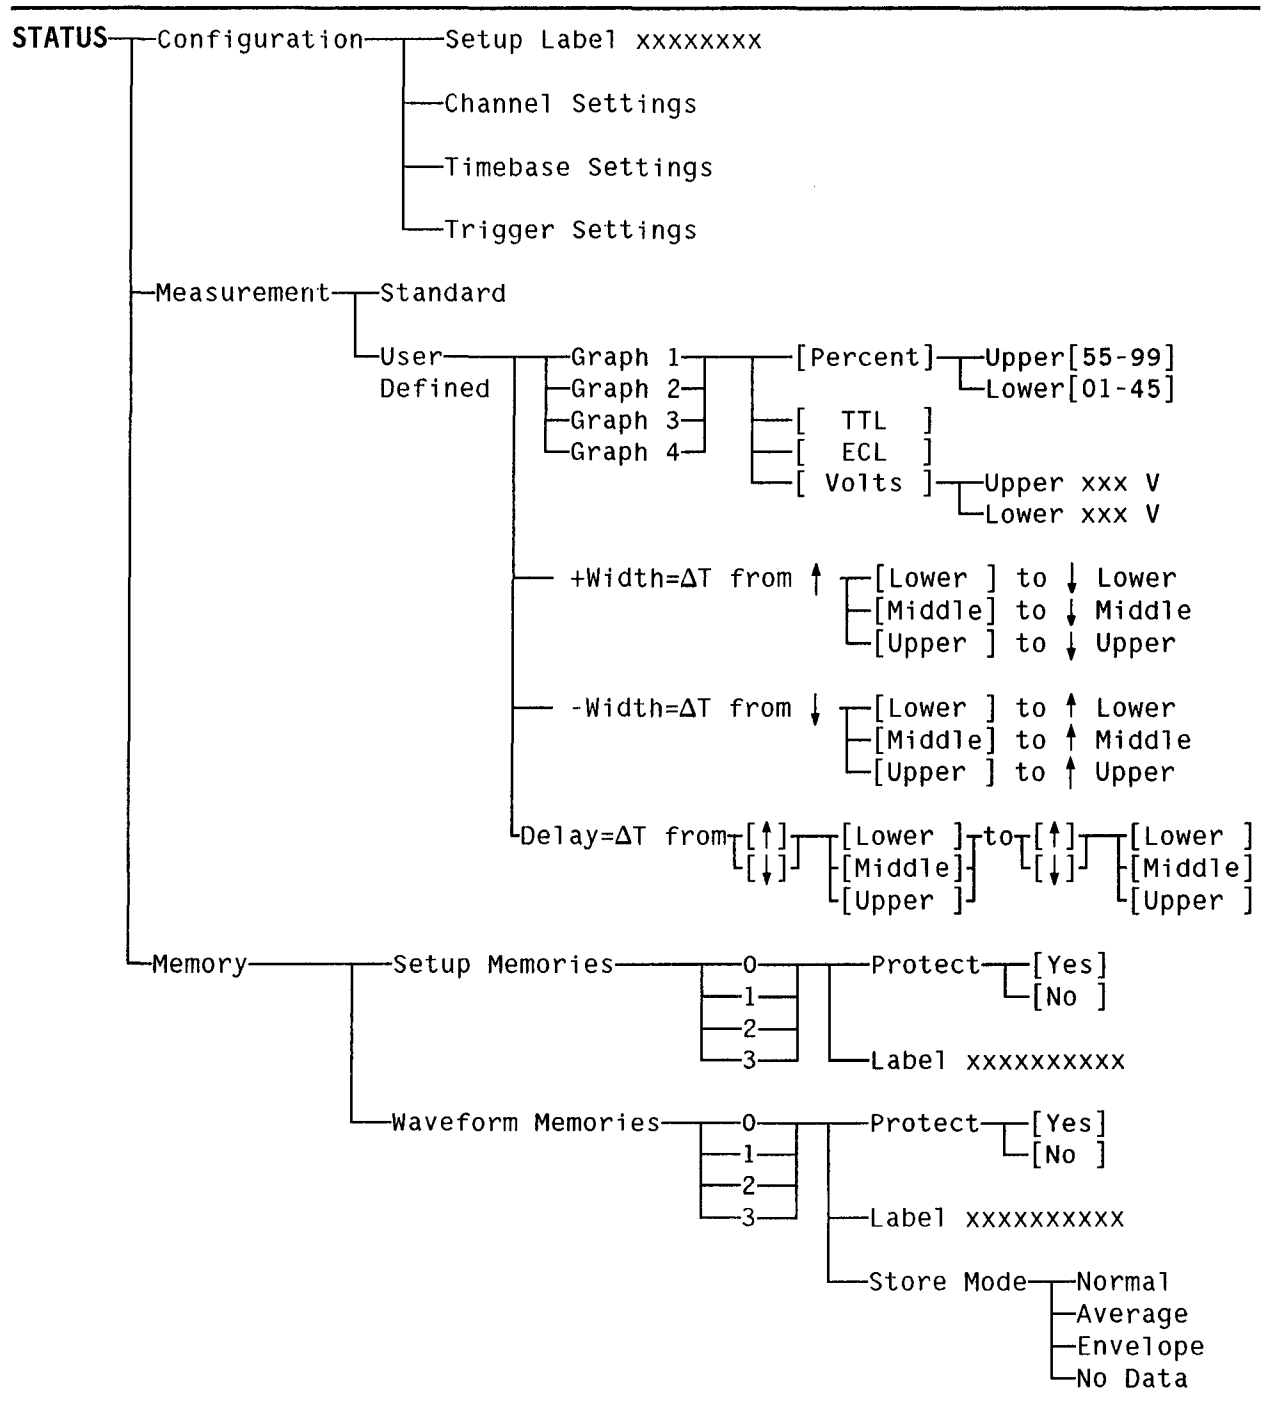 STATUS Configuration Setup Label xxxxxxxx
Channel Settings
Timebase Settings
Trigger Settings
Measurement Standard
User Graph 1 [Percent] Upper[55-99]
Defined Graph 2 Lower[01-45]
Graph 3 [ TTL ]
Graph 4 [ ECL ]
[ Volts ] Upper xxx V
Lower xxx V
+Width=ΔT from ↑ [Lower ] to ↓ Lower
[Middle] to ↓ Middle
[Upper ] to ↓ Upper
-Width=ΔT from ↓ [Lower ] to ↑ Lower
[Middle] to ↑ Middle
[Upper ] to ↑ Upper
Delay=ΔT from [↑] [Lower ] to [↑] [Lower ]
[↓] [Middle] [↓] [Middle]
[Upper ] [Upper ]
Memory Setup Memories 0 Protect [Yes]
1 [No ]
2
3 Label xxxxxxxxxx
Waveform Memories 0 Protect [Yes]
1 [No ]
2
3 Label xxxxxxxxxx
Store Mode Normal
Average
Envelope
No Data